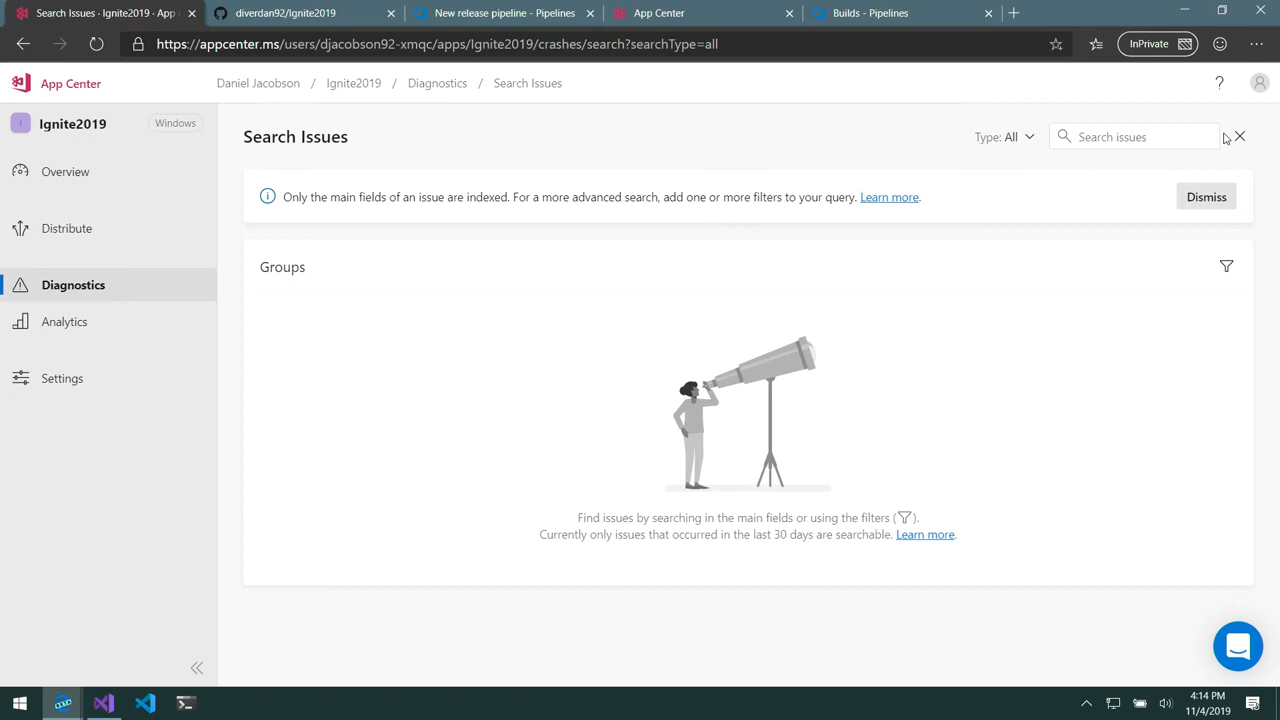 Search Issues · Ignite2019 · App
diverdan92/Ignite2019
New release pipeline - Pipelines
App Center
Builds - Pipelines
https://appcenter.ms/users/djacobson92-xmqc/apps/Ignite2019/crashes/search?searchType=all
InPrivate
App Center
Daniel Jacobson / Ignite2019 / Diagnostics / Search Issues
?
I
Ignite2019
Windows
Overview
Distribute
Diagnostics
Analytics
Settings
Search Issues
Type: All
Search issues
Only the main fields of an issue are indexed. For a more advanced search, add one or more filters to your query. Learn more.
Dismiss
Groups
Find issues by searching in the main fields or using the filters ( ).
Currently only issues that occurred in the last 30 days are searchable. Learn more.
4:14 PM
11/4/2019